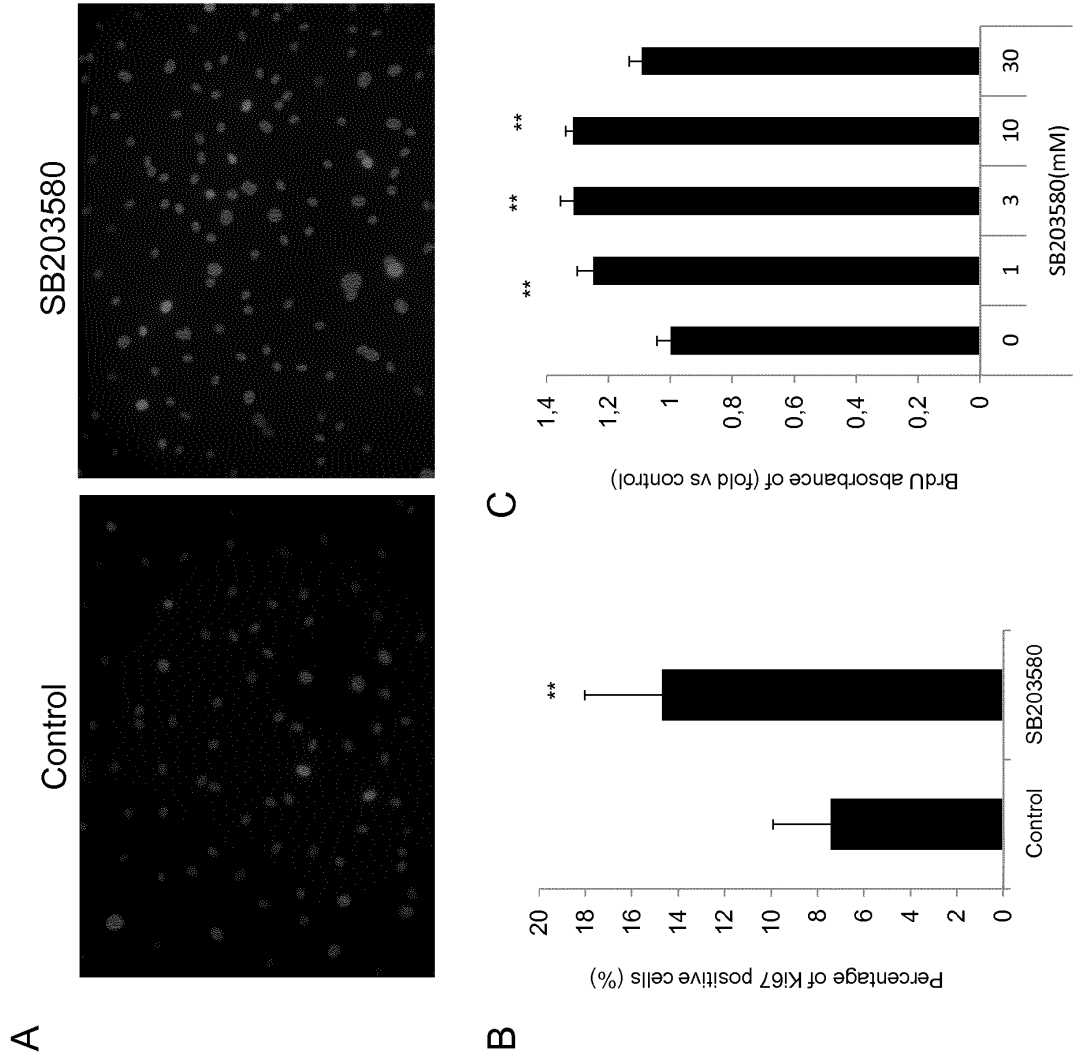 A
Control
SB203580
B
Percentage of Ki67 positive cells (%)
20
18
16
14
12
10
8
6
4
2
0
**
Control
SB203580
C
BrdU absorbance of (fold vs control)
1,4
1,2
1
0,8
0,6
0,4
0,2
0
**
**
**
0
1
3
10
30
SB203580(mM)